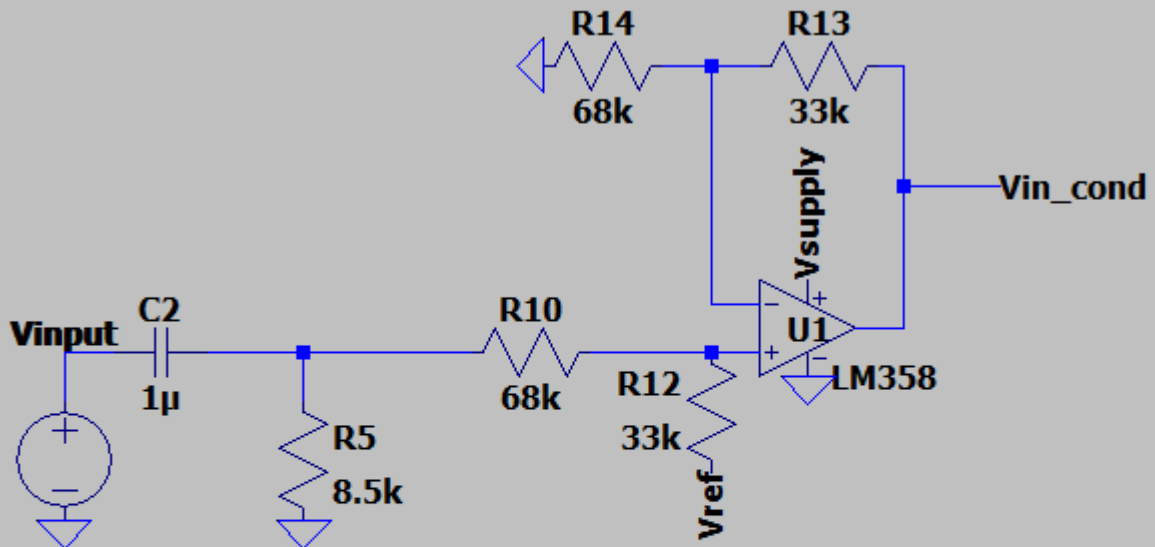 R14
R13
68k
33k
Vsupply
Vin_cond
+
-
U1
+
-
LM358
C2
Vinput
1µ
R10
68k
R12
33k
Vref
R5
8.5k
+
-